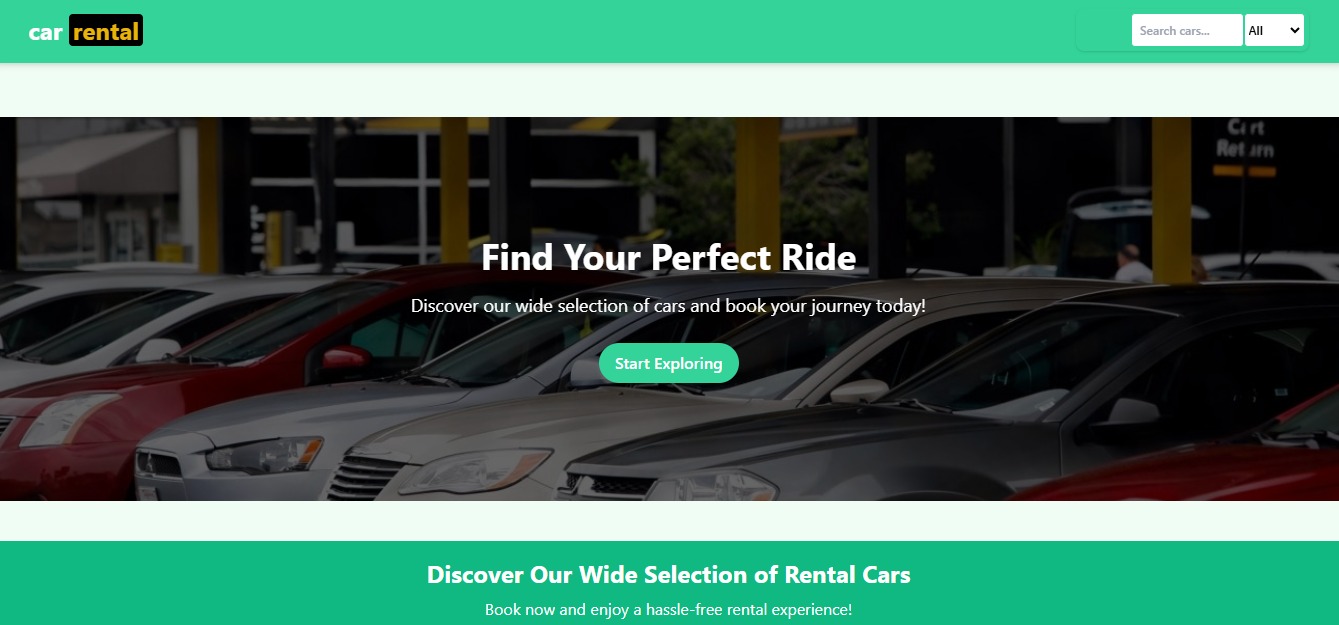 car rental
Search cars...
All
Cart
Return
Find Your Perfect Ride
Discover our wide selection of cars and book your journey today!
Start Exploring
Discover Our Wide Selection of Rental Cars
Book now and enjoy a hassle-free rental experience!